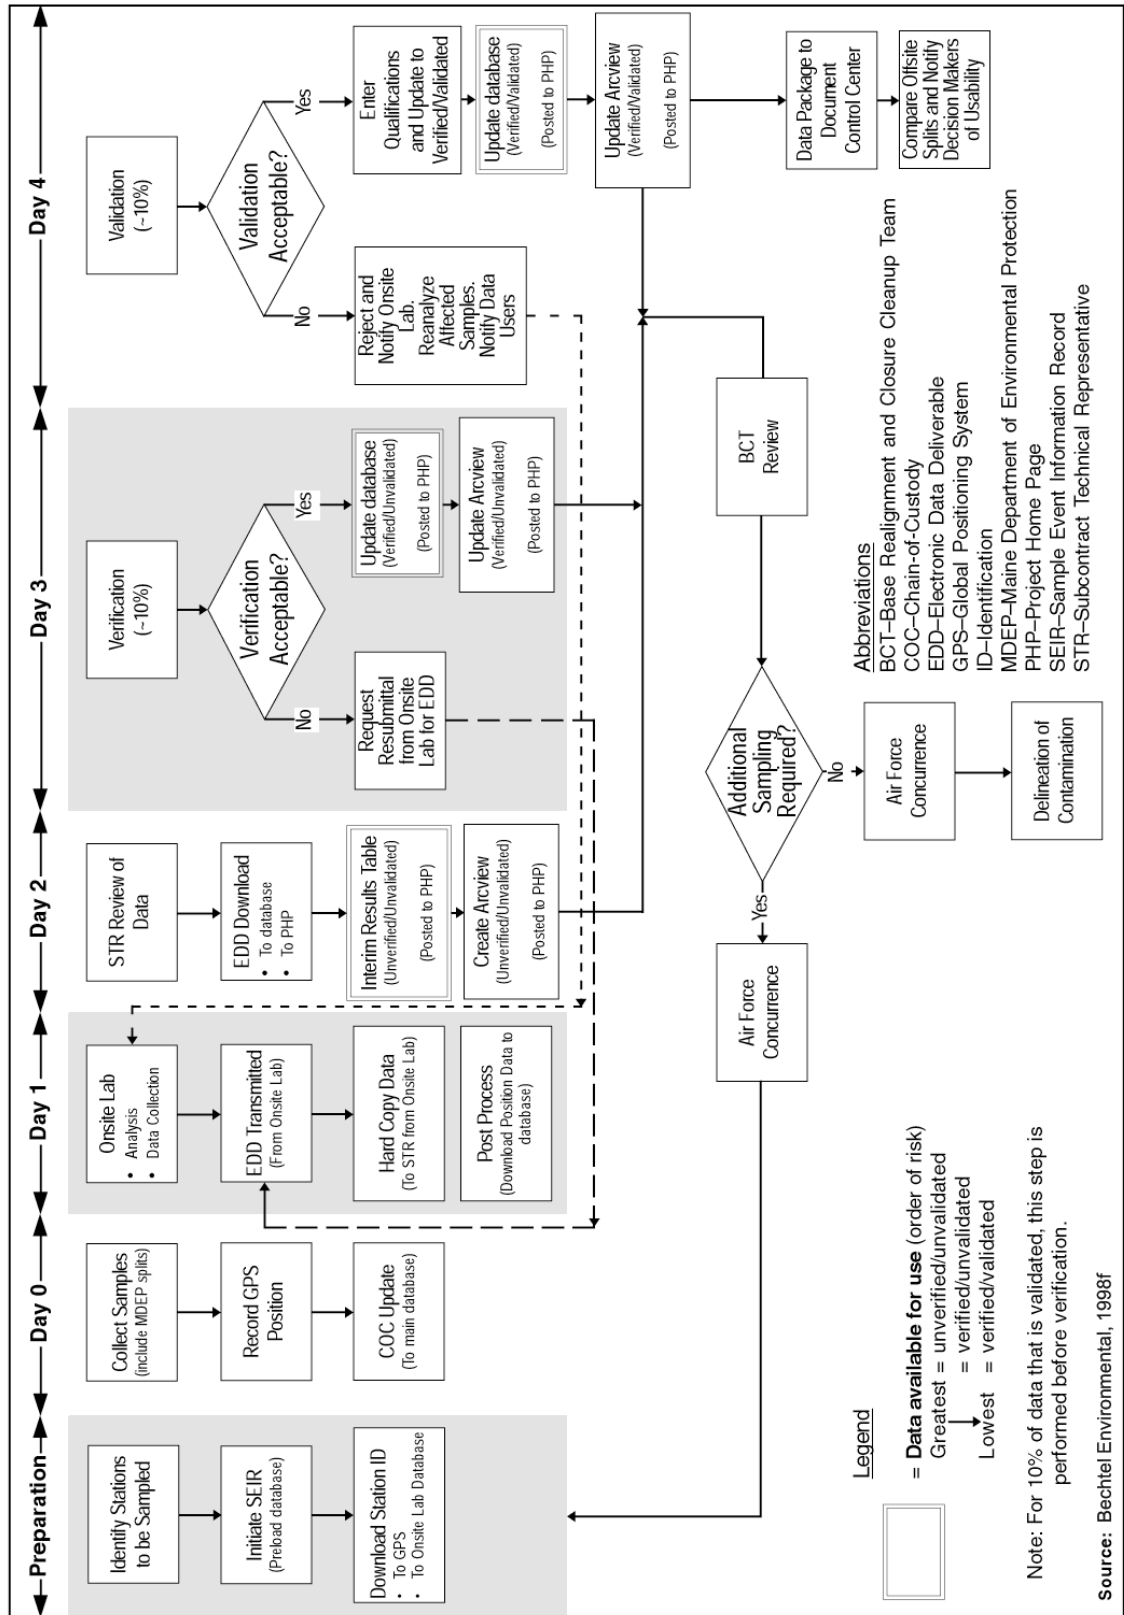 Preparation
Day 0
Day 1
Day 2
Day 3
Day 4
Identify Stations
to be Sampled
Initiate SEIR
(Preload database)
Download Station ID
• To GPS
• To Onsite Lab Database
Collect Samples
(include MDEP splits)
Record GPS
Position
COC Update
(To main database)
Onsite Lab
• Analysis
• Data Collection
EDD Transmitted
(From Onsite Lab)
Hard Copy Data
(To STR from Onsite Lab)
Post Process
(Download Position Data to
database)
STR Review of
Data
EDD Download
• To database
• To PHP
Interim Results Table
(Unverified/Unvalidated)
(Posted to PHP)
Create Arcview
(Unverified/Unvalidated)
(Posted to PHP)
Verification
(~10%)
Verification
Acceptable?
No
Yes
Request
Resubmittal
from Onsite
Lab for EDD
Update database
(Verified/Unvalidated)
(Posted to PHP)
Update Arcview
(Verified/Unvalidated)
(Posted to PHP)
Validation
(~10%)
Validation
Acceptable?
No
Yes
Reject and
Notify Onsite
Lab.
Reanalyze
Affected
Samples.
Notify Data
Users
Enter
Qualifications
and Update to
Verified/Validated
Update database
(Verified/Validated)
(Posted to PHP)
Update Arcview
(Verified/Validated)
(Posted to PHP)
Data Package to
Document
Control Center
Compare Offsite
Splits and Notify
Decision Makers
of Usability
BCT
Review
Additional
Sampling
Required?
Yes
No
Air Force
Concurrence
Air Force
Concurrence
Delineation of
Contamination
Legend
= Data available for use (order of risk)
Greatest = unverified/unvalidated
= verified/unvalidated
Lowest = verified/validated
Note: For 10% of data that is validated, this step is
performed before verification.
Source: Bechtel Environmental, 1998f
Abbreviations
BCT–Base Realignment and Closure Cleanup Team
COC–Chain-of-Custody
EDD–Electronic Data Deliverable
GPS–Global Positioning System
ID–Identification
MDEP–Maine Department of Environmental Protection
PHP–Project Home Page
SEIR–Sample Event Information Record
STR–Subcontract Technical Representative